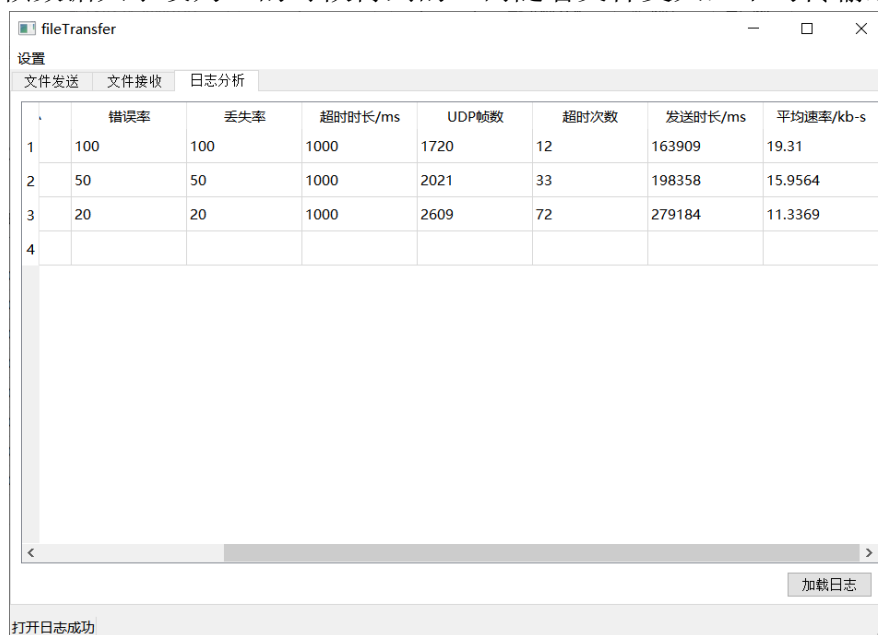 fileTransfer
设置
文件发送 文件接收 日志分析
错误率 丢失率 超时时长/ms UDP帧数 超时次数 发送时长/ms 平均速率/kb-s
1 100 100 1000 1720 12 163909 19.31
2 50 50 1000 2021 33 198358 15.9564
3 20 20 1000 2609 72 279184 11.3369
4
加载日志
打开日志成功